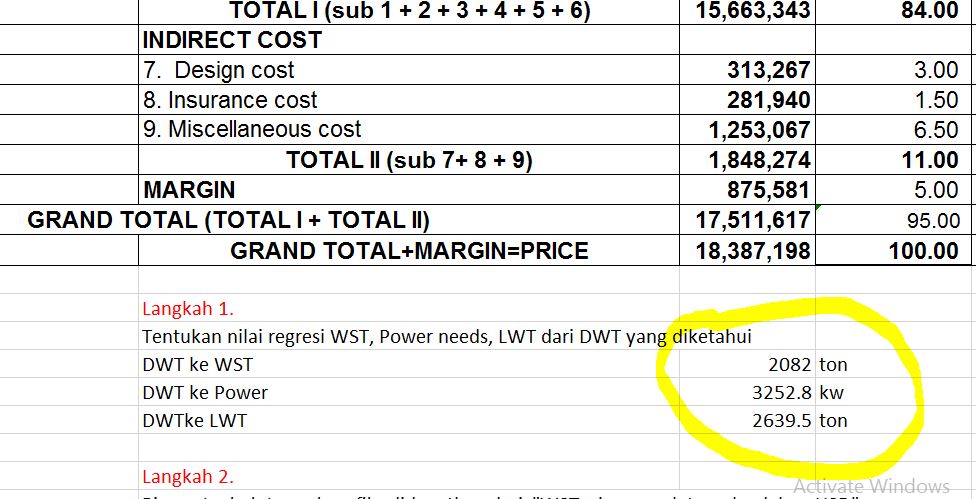 TOTAL I (sub 1 + 2 + 3 + 4 + 5 + 6) 15,663,343 84.00
INDIRECT COST
7. Design cost 313,267 3.00
8. Insurance cost 281,940 1.50
9. Miscellaneous cost 1,253,067 6.50
TOTAL II (sub 7+ 8 + 9) 1,848,274 11.00
MARGIN 875,581 5.00
GRAND TOTAL (TOTAL I + TOTAL II) 17,511,617 95.00
GRAND TOTAL+MARGIN=PRICE 18,387,198 100.00
Langkah 1.
Tentukan nilai regresi WST, Power needs, LWT dari DWT yang diketahui
DWT ke WST 2082 ton
DWT ke Power 3252.8 kw
DWTke LWT 2639.5 ton
Langkah 2.
Activate Windows